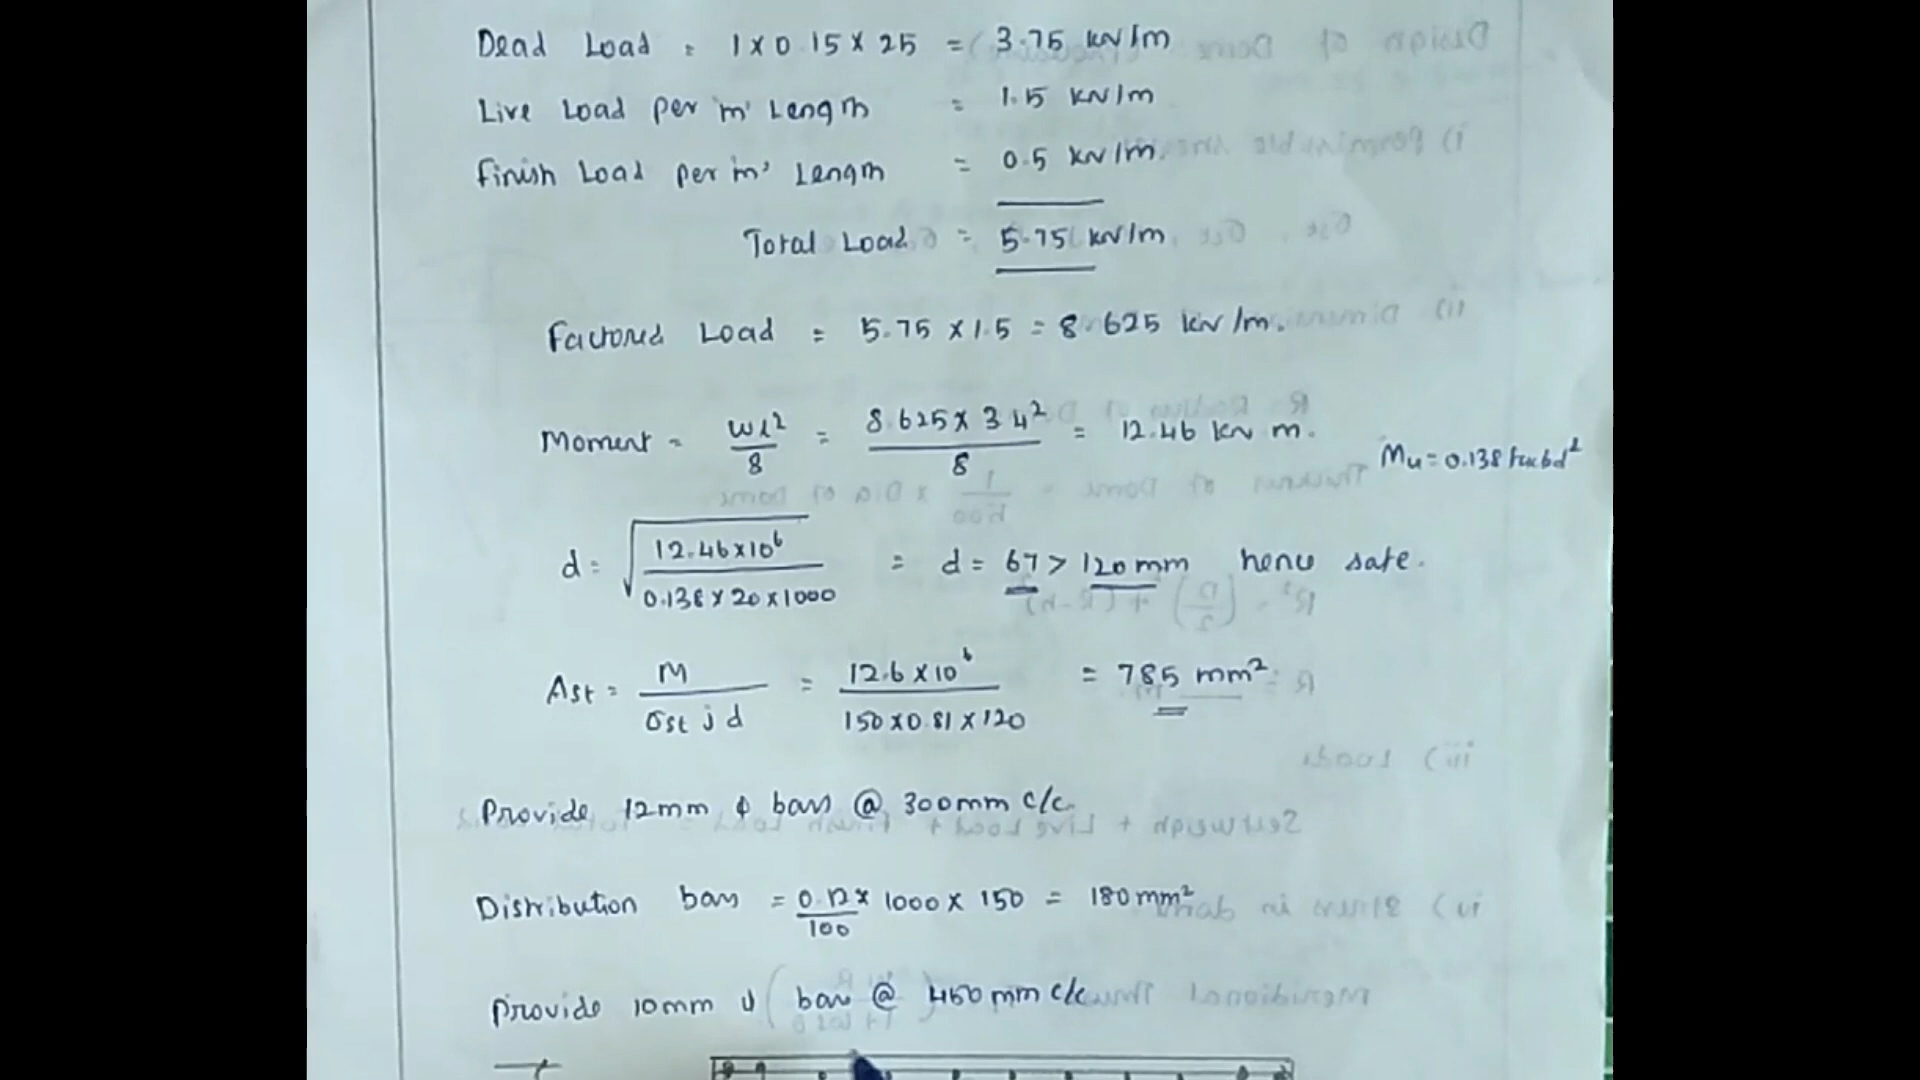 Dead Load = 1 x 0.15 x 25 = 3.75 kN/m
Live Load per 'm' Length = 1.5 kN/m
Finish Load per 'm' Length = 0.5 kN/m.
Total Load = 5.75 kN/m
Factored Load = 5.75 x 1.5 = 8.625 kN/m.
Moment = wl²/8 = 8.625 x 3.4²/8 = 12.46 kN m.
Mu = 0.138 fck bd²
d = √(12.46 x 10⁶ / 0.138 x 20 x 1000) = d = 67 > 120 mm hence safe.
Ast = M/σst j d = 12.6 x 10⁶ / 150 x 0.81 x 120 = 785 mm²
Provide 12mm ϕ bars @ 300mm c/c.
Distribution bars = 0.12/100 x 1000 x 150 = 180 mm²
Provide 10mm bars @ 450 mm c/c